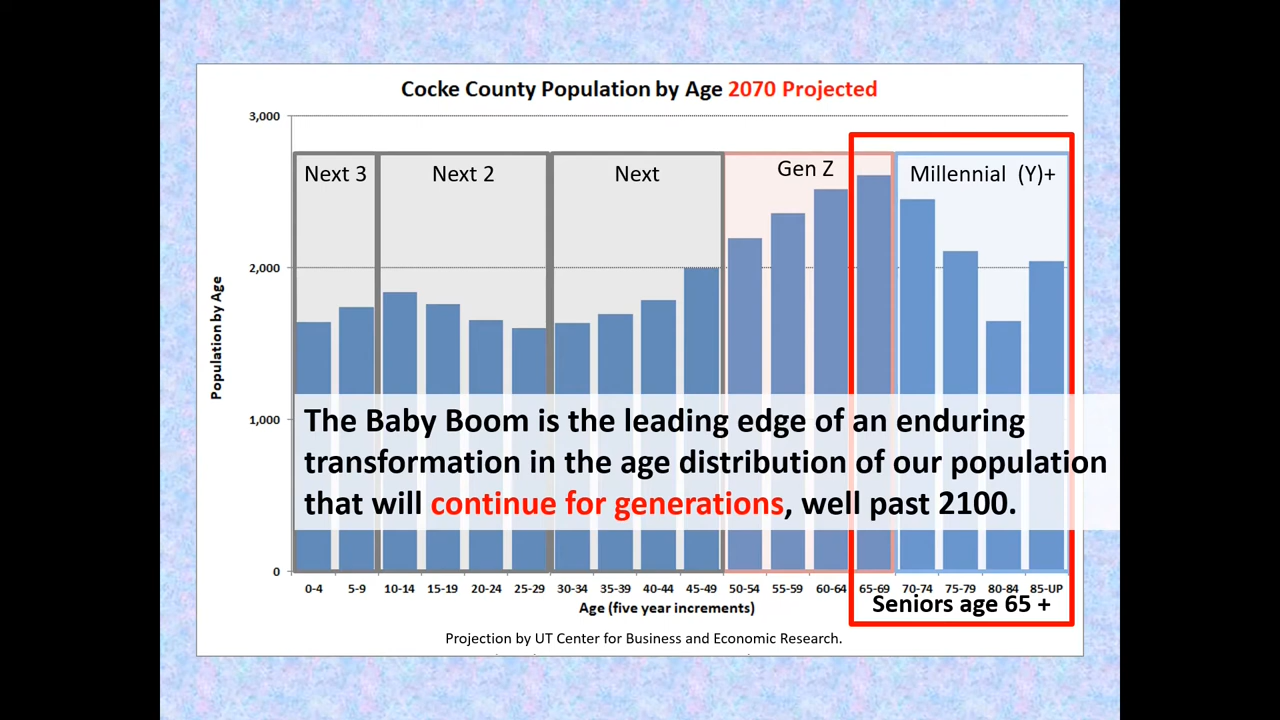 Cocke County Population by Age 2070 Projected
3,000
Next 3 Next 2 Next Gen Z Millennial (Y)+
2,000
Population by Age
1,000
The Baby Boom is the leading edge of an enduring
transformation in the age distribution of our population
that will continue for generations, well past 2100.
0
0-4 5-9 10-14 15-19 20-24 25-29 30-34 35-39 40-44 45-49 50-54 55-59 60-64 65-69 70-74 75-79 80-84 85-UP
Age (five year increments)
Seniors age 65 +
Projection by UT Center for Business and Economic Research.